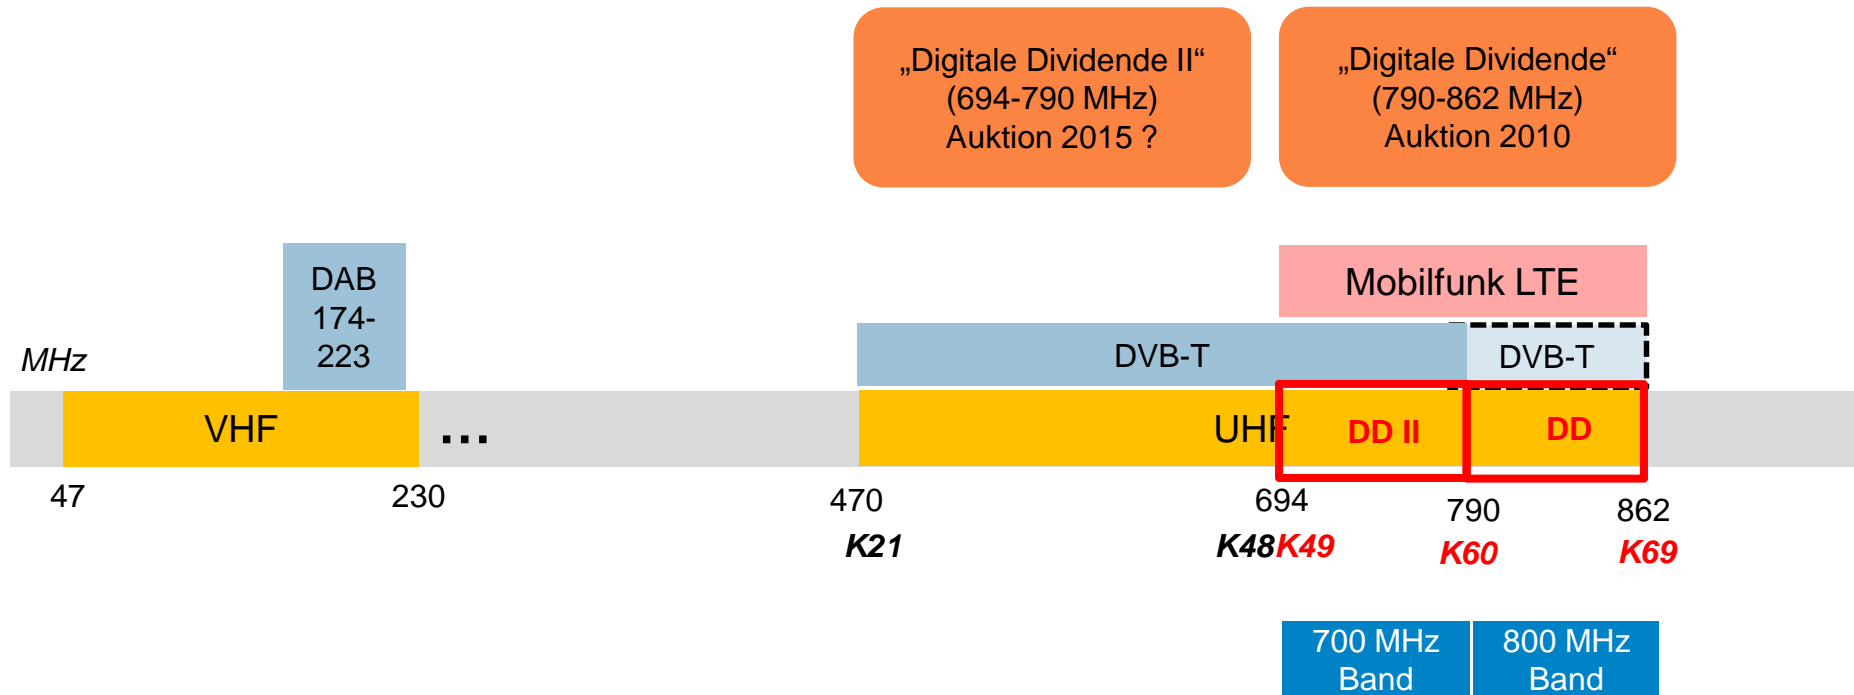 „Digitale Dividende II“
(694-790 MHz)
Auktion 2015 ?
„Digitale Dividende“
(790-862 MHz)
Auktion 2010
DAB
174-
223
Mobilfunk LTE
MHz
DVB-T
DVB-T
VHF
...
UHF
DD II
DD
47
230
470
694
790
862
K21
K48K49
K60
K69
700 MHz
Band
800 MHz
Band